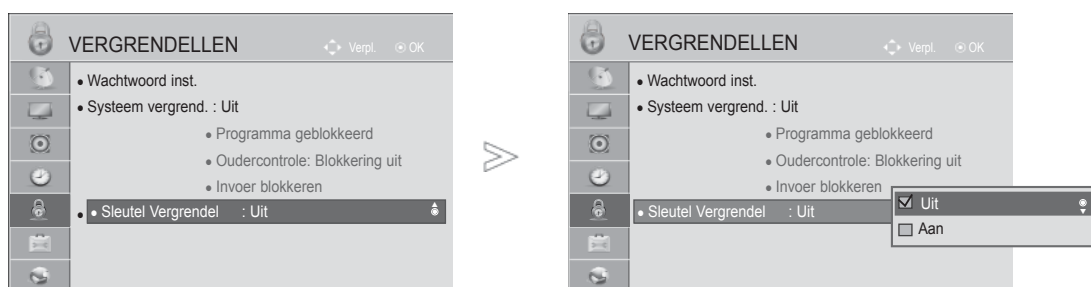 VERGRENDELLEN
Verpl. OK
• Wachtwoord inst.
• Systeem vergrend. : Uit
• Programma geblokkeerd
• Oudercontrole: Blokkering uit
• Invoer blokkeren
• • Sleutel Vergrendel : Uit
VERGRENDELLEN
Verpl. OK
• Wachtwoord inst.
• Systeem vergrend. : Uit
• Programma geblokkeerd
• Oudercontrole: Blokkering uit
• Invoer blokkeren
• Sleutel Vergrendel : Uit
Uit
Aan